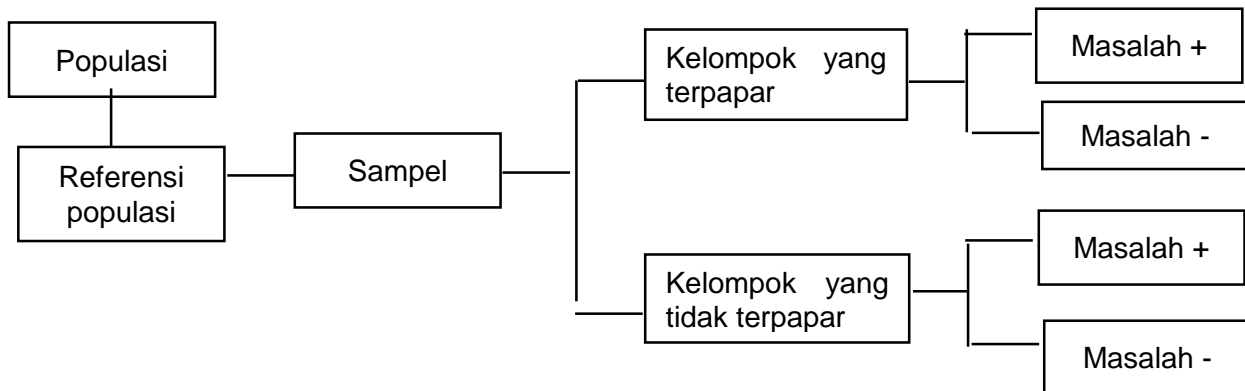 Populasi
Referensi
populasi
Sampel
Kelompok yang
terpapar
Masalah +
Masalah -
Kelompok yang
tidak terpapar
Masalah +
Masalah -